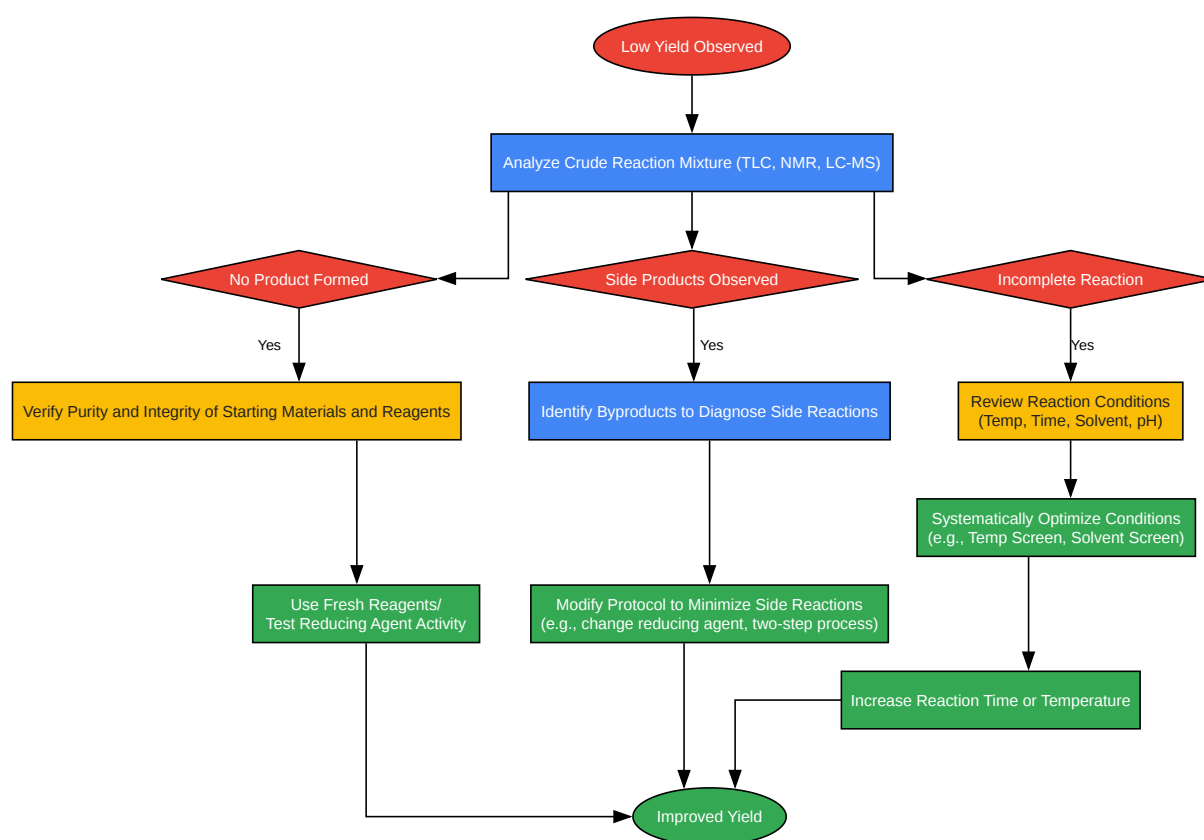 Low Yield Observed
Analyze Crude Reaction Mixture (TLC, NMR, LC-MS)
No Product Formed
Side Products Observed
Incomplete Reaction
Yes
Yes
Yes
Verify Purity and Integrity of Starting Materials and Reagents
Identify Byproducts to Diagnose Side Reactions
Review Reaction Conditions
(Temp, Time, Solvent, pH)
Systematically Optimize Conditions
(e.g., Temp Screen, Solvent Screen)
Use Fresh Reagents/
Test Reducing Agent Activity
Modify Protocol to Minimize Side Reactions
(e.g., change reducing agent, two-step process)
Increase Reaction Time or Temperature
Improved Yield